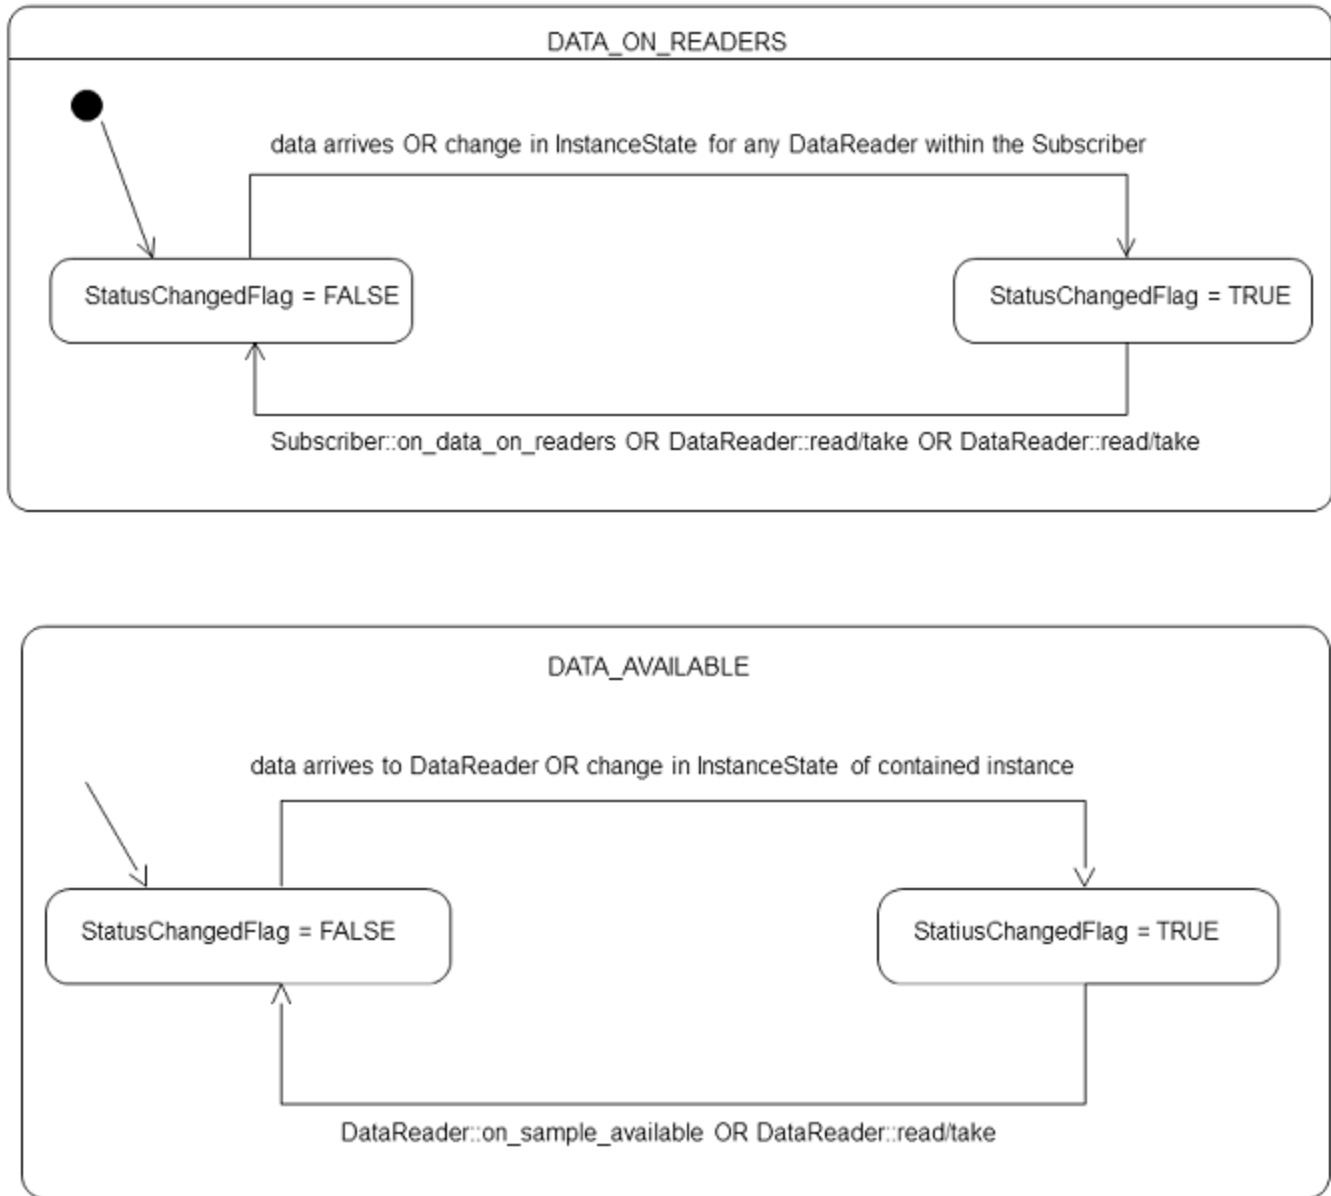 DATA_ON_READERS
data arrives OR change in InstanceState for any DataReader within the Subscriber
StatusChangedFlag = FALSE
StatusChangedFlag = TRUE
Subscriber::on_data_on_readers OR DataReader::read/take OR DataReader::read/take
DATA_AVAILABLE
data arrives to DataReader OR change in InstanceState of contained instance
StatusChangedFlag = FALSE
StatiusChangedFlag = TRUE
DataReader::on_sample_available OR DataReader::read/take